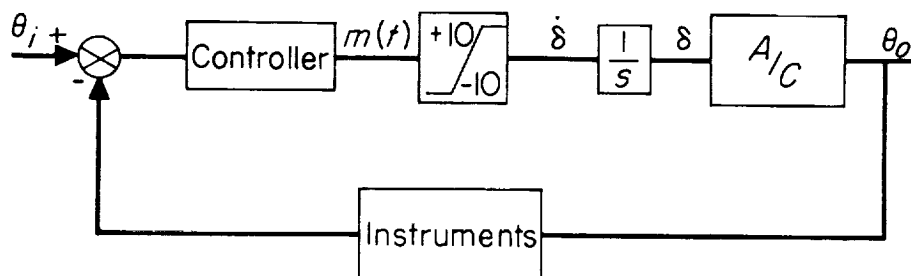 θi +
-
Controller
m(t)
+10
-10
δ̇
1/s
δ
A/C
θo
Instruments